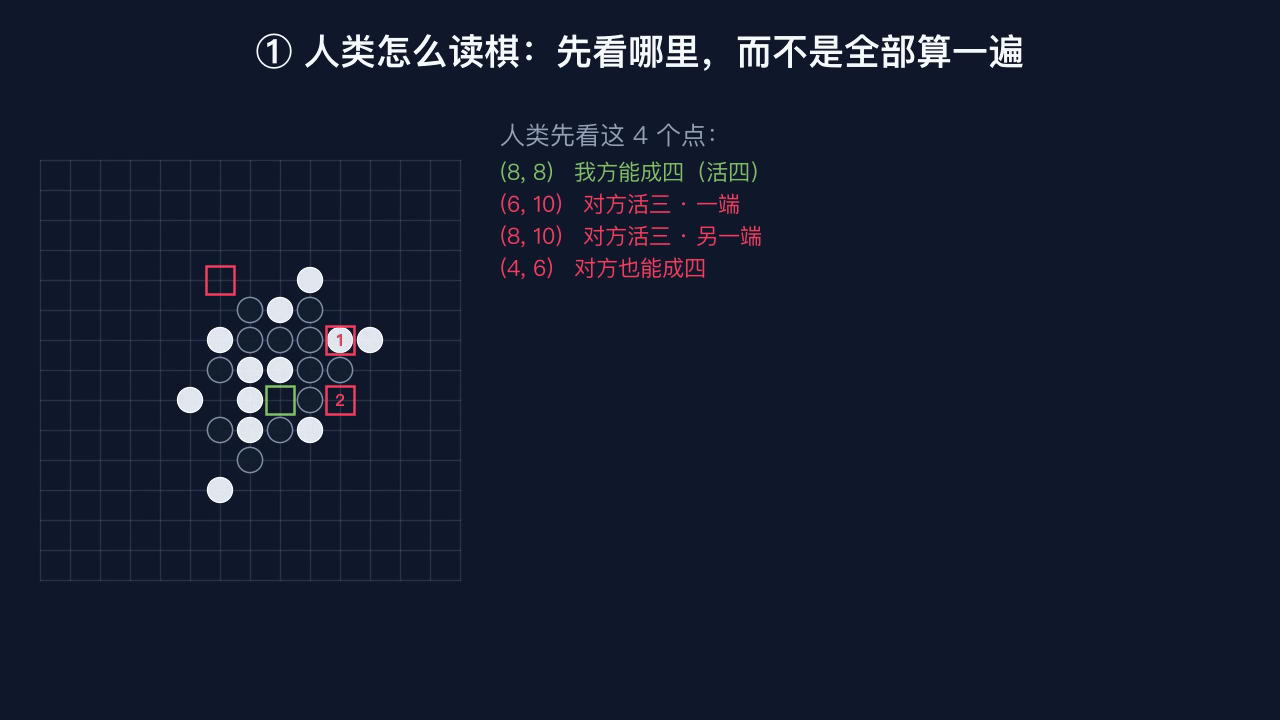 ① 人类怎么读棋：先看哪里，而不是全部算一遍
人类先看这 4 个点：
(8, 8) 我方能成四（活四）
(6, 10) 对方活三 · 一端
(8, 10) 对方活三 · 另一端
(4, 6) 对方也能成四
1
2